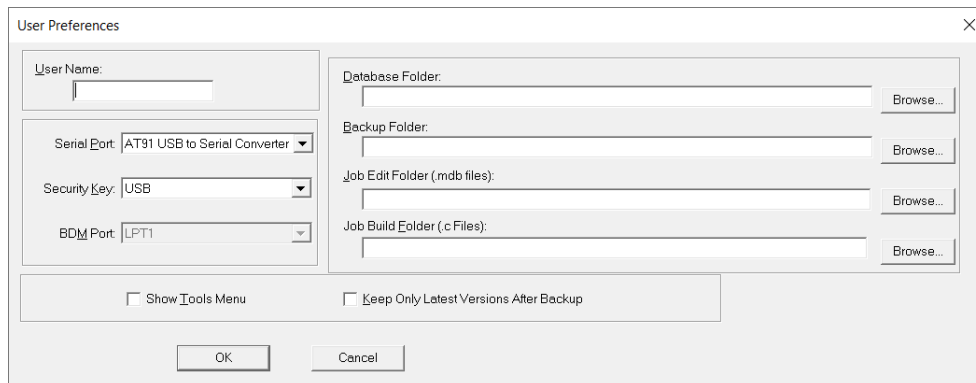 User Preferences
User Name:
Serial Port: AT91 USB to Serial Converter
Security Key: USB
BDM Port: LPT1
Database Folder:
Browse...
Backup Folder:
Browse...
Job Edit Folder (.mdb files):
Browse...
Job Build Folder (.c Files):
Browse...
Show Tools Menu
Keep Only Latest Versions After Backup
OK
Cancel